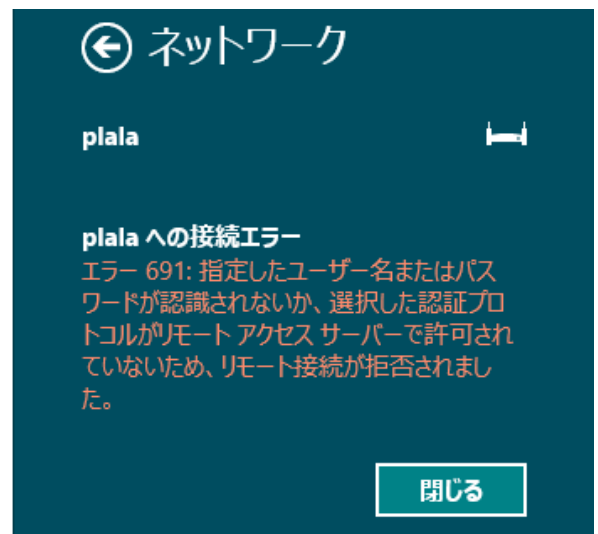 ネットワーク
plala
plala への接続エラー
エラー 691: 指定したユーザー名またはパス
ワードが認識されないか、選択した認証プロ
トコルがリモート アクセス サーバーで許可され
ていないため、リモート接続が拒否されまし
た。
閉じる